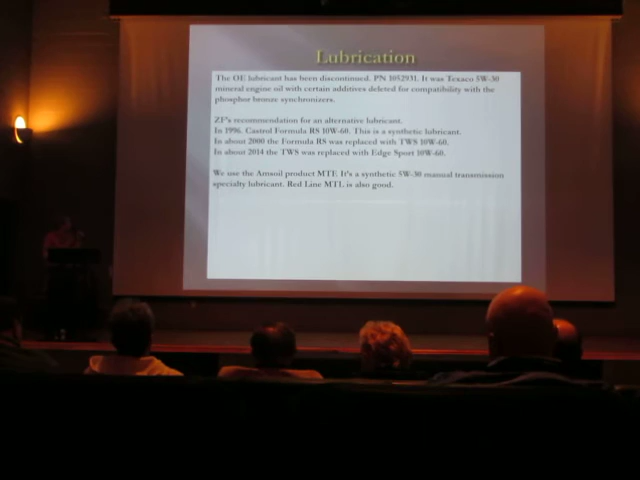 Lubrication
The OE lubricant has been discontinued. PN 1052931. It was Texaco 5W-30
mineral engine oil with certain additives deleted for compatibility with the
phosphor bronze synchronizers.
ZF's recommendation for an alternative lubricant.
In 1996. Castrol Formula RS 10W-60. This is a synthetic lubricant.
In about 2000 the Formula RS was replaced with TWS 10W-60.
In about 2014 the TWS was replaced with Edge Sport 10W-60.
We use the Amsoil product MTF. It's a synthetic 5W-30 manual transmission
specialty lubricant. Red Line MTL is also good.